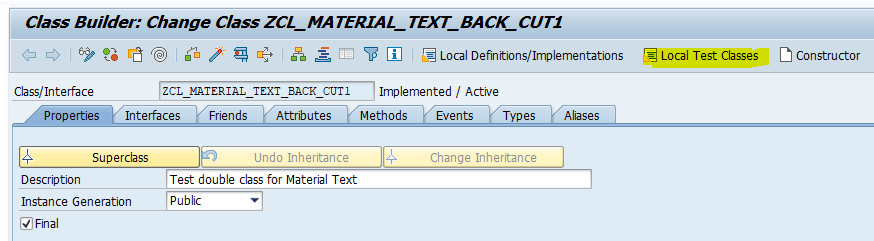 Class Builder: Change Class ZCL_MATERIAL_TEXT_BACK_CUT1
Local Definitions/Implementations Local Test Classes Constructor
Class/Interface ZCL_MATERIAL_TEXT_BACK_CUT1 Implemented / Active
Properties Interfaces Friends Attributes Methods Events Types Aliases
Superclass Undo Inheritance Change Inheritance
Description Test double class for Material Text
Instance Generation Public
Final